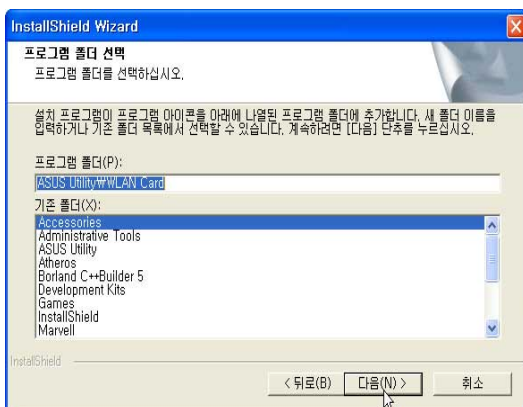 InstallShield Wizard
프로그램 폴더 선택
프로그램 폴더를 선택하십시오.
설치 프로그램이 프로그램 아이콘을 아래에 나열된 프로그램 폴더에 추가합니다. 새 폴더 이름을
입력하거나 기존 폴더 목록에서 선택할 수 있습니다. 계속하려면 [다음] 단추를 누르십시오.
프로그램 폴더(P):
ASUS Utility₩WLAN Card
기존 폴더(X):
Accessories
Administrative Tools
ASUS Utility
Atheros
Borland C++Builder 5
Development Kits
Games
InstallShield
Marvell
InstallShield
< 뒤로(B)
다음(N) >
취소